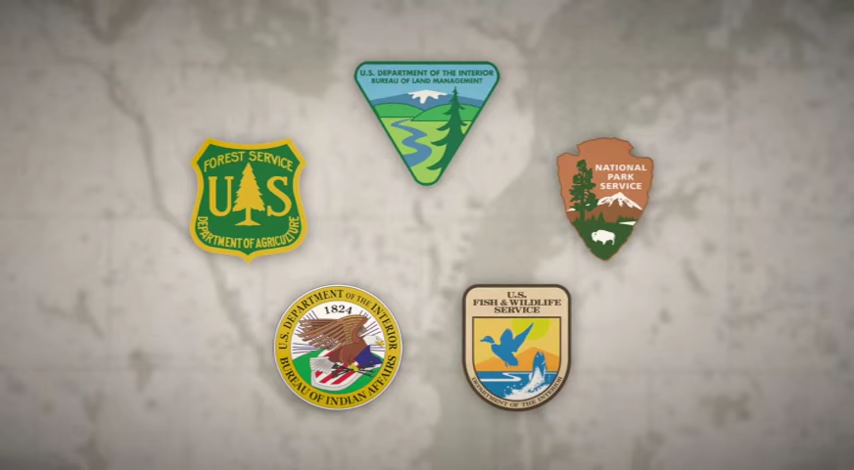 U.S. DEPARTMENT OF THE INTERIOR
BUREAU OF LAND MANAGEMENT
FOREST SERVICE
US
DEPARTMENT OF AGRICULTURE
NATIONAL
PARK
SERVICE
U.S. DEPARTMENT OF THE INTERIOR
1824
BUREAU OF INDIAN AFFAIRS
U.S.
FISH & WILDLIFE
SERVICE
DEPARTMENT OF THE INTERIOR